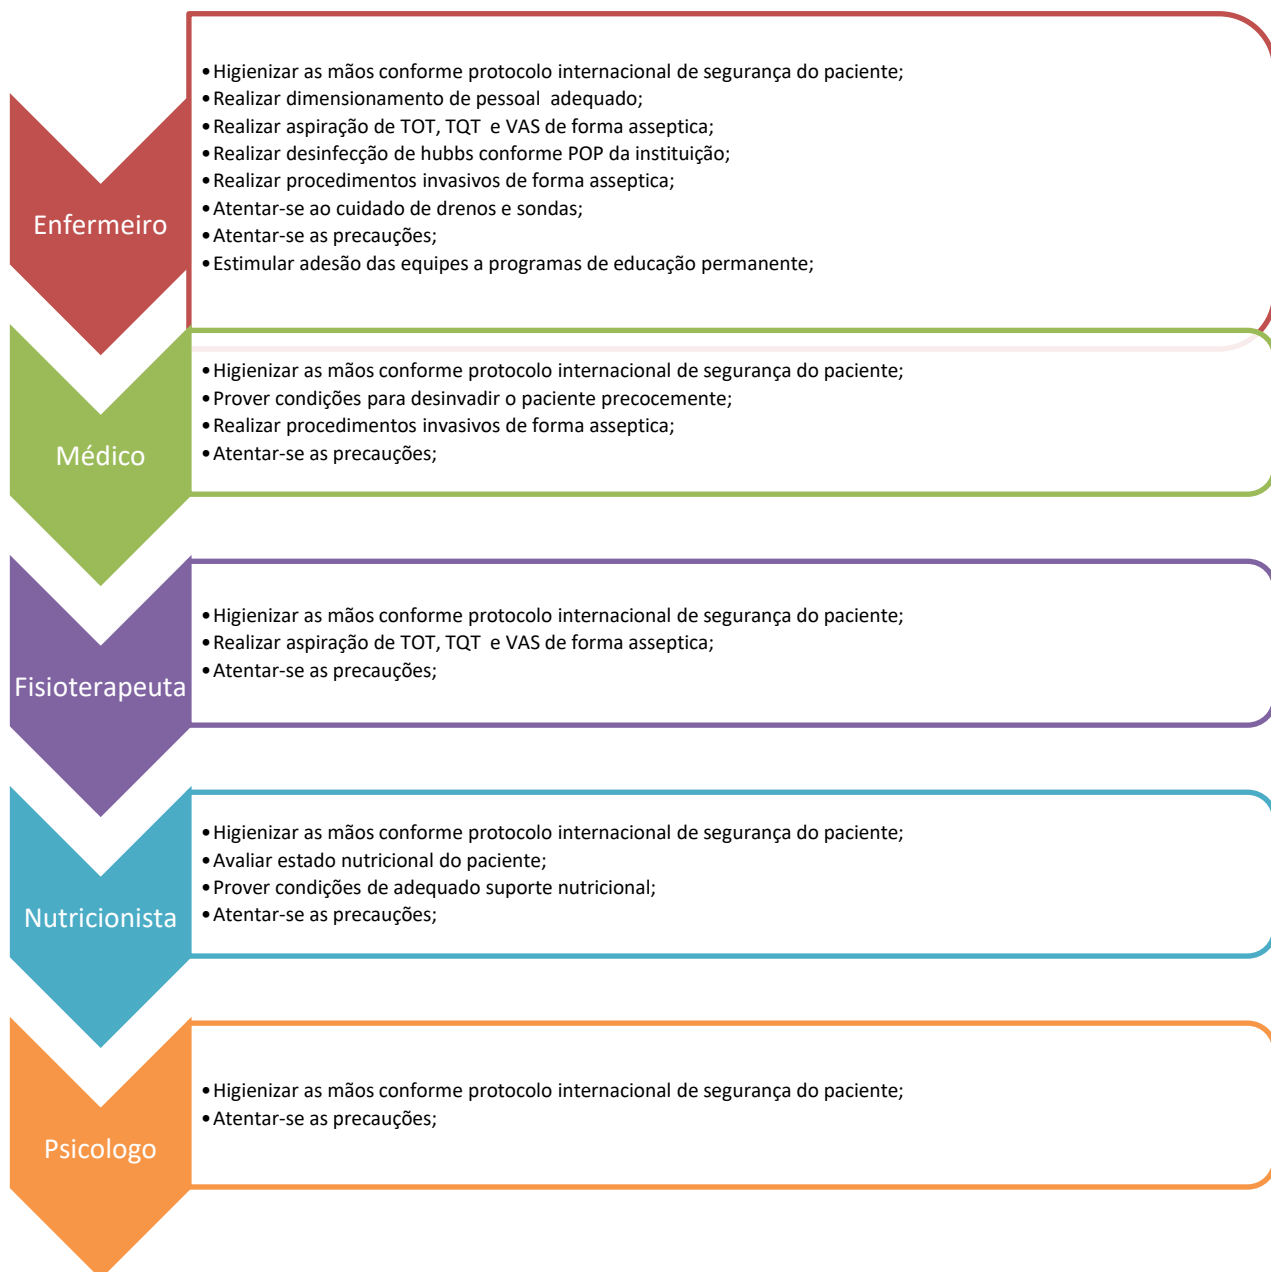 Enfermeiro
•Higienizar as mãos conforme protocolo internacional de segurança do paciente;
•Realizar dimensionamento de pessoal  adequado;
•Realizar aspiração de TOT, TQT  e VAS de forma asseptica;
•Realizar desinfecção de hubbs conforme POP da instituição;
•Realizar procedimentos invasivos de forma asseptica;
•Atentar-se ao cuidado de drenos e sondas;
•Atentar-se as precauções;
•Estimular adesão das equipes a programas de educação permanente;
Médico
•Higienizar as mãos conforme protocolo internacional de segurança do paciente;
•Prover condições para desinvadir o paciente precocemente;
•Realizar procedimentos invasivos de forma asseptica;
•Atentar-se as precauções;
Fisioterapeuta
•Higienizar as mãos conforme protocolo internacional de segurança do paciente;
•Realizar aspiração de TOT, TQT  e VAS de forma asseptica;
•Atentar-se as precauções;
Nutricionista
•Higienizar as mãos conforme protocolo internacional de segurança do paciente;
•Avaliar estado nutricional do paciente;
•Prover condições de adequado suporte nutricional;
•Atentar-se as precauções;
Psicologo
•Higienizar as mãos conforme protocolo internacional de segurança do paciente;
•Atentar-se as precauções;